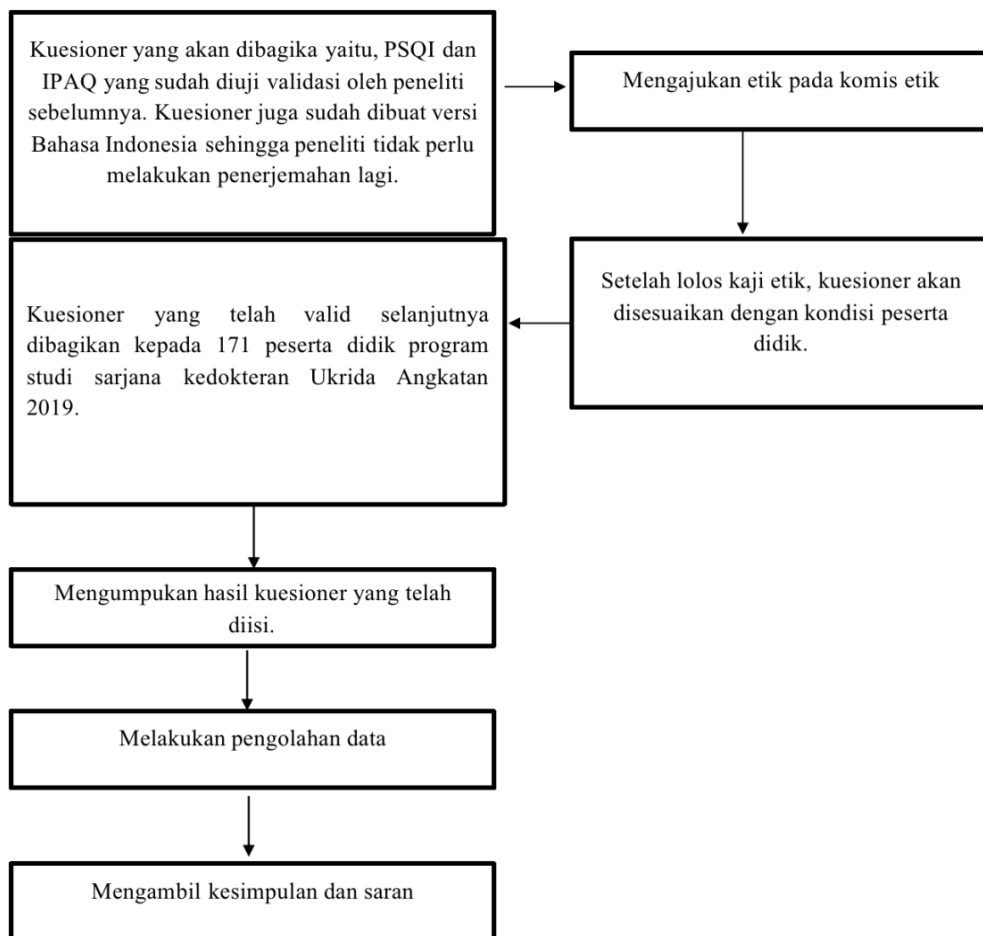 Kuesioner yang akan dibagika yaitu, PSQI dan
IPAQ yang sudah diuji validasi oleh peneliti
sebelumnya. Kuesioner juga sudah dibuat versi
Bahasa Indonesia sehingga peneliti tidak perlu
melakukan penerjemahan lagi.
Mengajukan etik pada komis etik
Setelah lolos kaji etik, kuesioner akan
disesuaikan dengan kondisi peserta
didik.
Kuesioner yang telah valid selanjutnya
dibagikan kepada 171 peserta didik program
studi sarjana kedokteran Ukrida Angkatan
2019.
Mengumpukan hasil kuesioner yang telah
diisi.
Melakukan pengolahan data
Mengambil kesimpulan dan saran